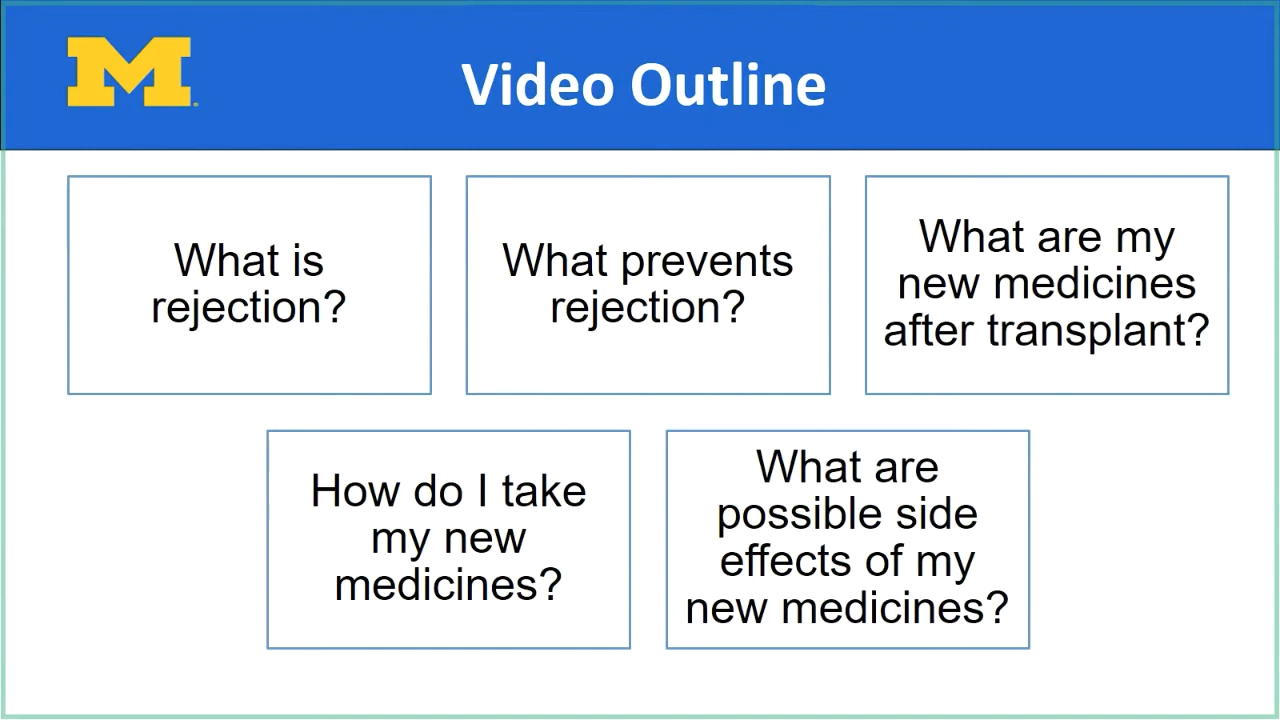 M
Video Outline
What is
rejection?
What prevents
rejection?
What are my
new medicines
after transplant?
How do I take
my new
medicines?
What are
possible side
effects of my
new medicines?